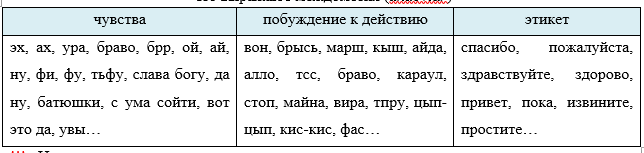 чувства
побуждение к действию
этикет
эх, ах, ура, браво, брр, ой, ай,
ну, фи, фу, тьфу, слава богу, да
ну, батюшки, с ума сойти, вот
это да, увы…
вон, брысь, марш, кыш, айда,
алло, тсс, браво, караул,
стоп, майна, вира, тпру, цып-
цып, кис-кис, фас…
спасибо, пожалуйста,
здравствуйте, здорово,
привет, пока, извините,
простите…